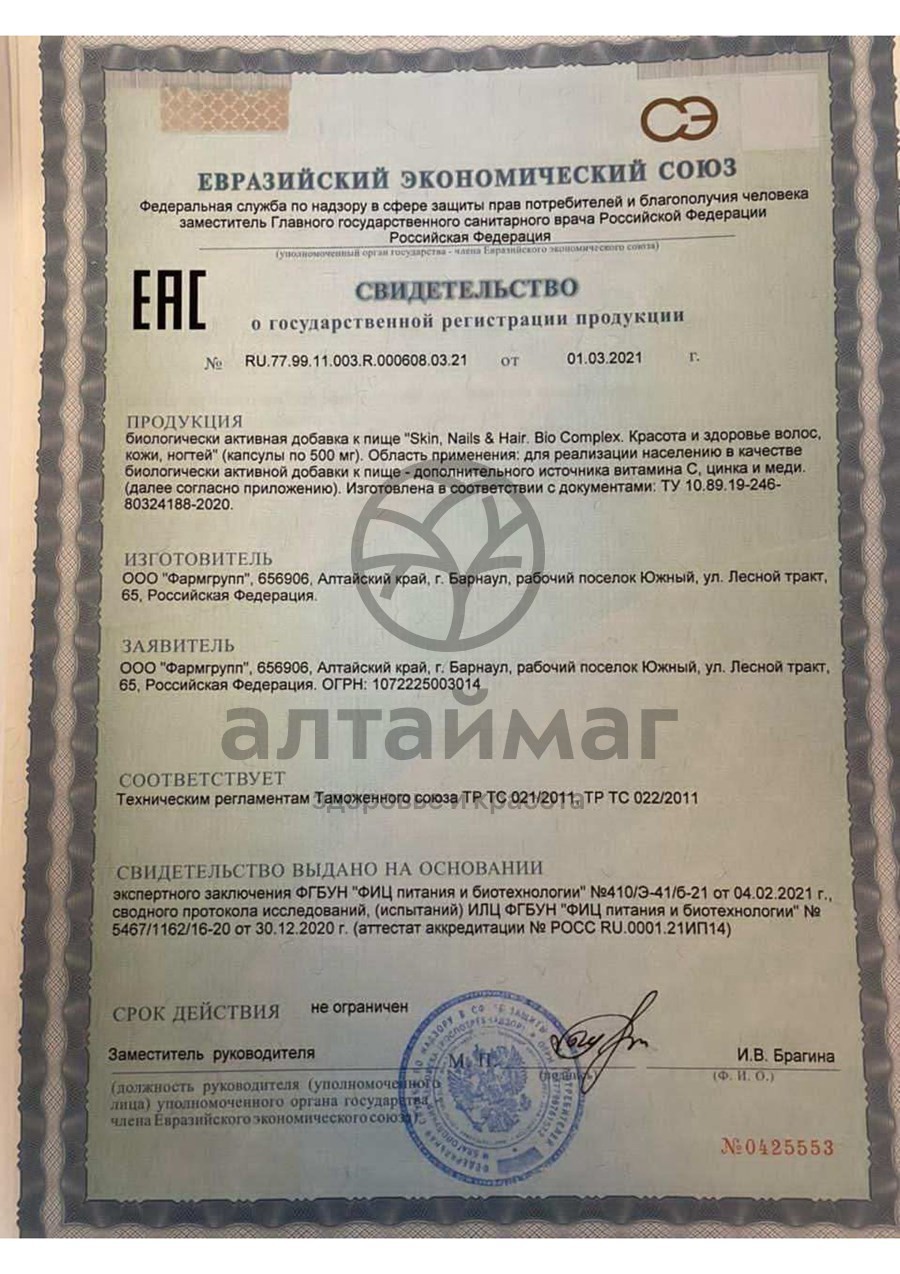 СЭ
ЕВРАЗИЙСКИЙ ЭКОНОМИЧЕСКИЙ СОЮЗ
Федеральная служба по надзору в сфере защиты прав потребителей и благополучия человека
заместитель Главного государственного санитарного врача Российской Федерации
Российская Федерация
(уполномоченный орган государства - члена Евразийского экономического союза)
EAC
СВИДЕТЕЛЬСТВО
о государственной регистрации продукции
№ RU.77.99.11.003.R.000608.03.21 от 01.03.2021 г.
ПРОДУКЦИЯ
биологически активная добавка к пище "Skin, Nails & Hair. Bio Complex. Красота и здоровье волос,
кожи, ногтей" (капсулы по 500 мг). Область применения: для реализации населению в качестве
биологически активной добавки к пище - дополнительного источника витамина С, цинка и меди.
(далее согласно приложению). Изготовлена в соответствии с документами: ТУ 10.89.19-246-
80324188-2020.
ИЗГОТОВИТЕЛЬ
ООО "Фармгрупп", 656906, Алтайский край, г. Барнаул, рабочий поселок Южный, ул. Лесной тракт,
65, Российская Федерация.
ЗАЯВИТЕЛЬ
ООО "Фармгрупп", 656906, Алтайский край, г. Барнаул, рабочий поселок Южный, ул. Лесной тракт,
65, Российская Федерация. ОГРН: 1072225003014
алтаймаг
здоровье и красота
СООТВЕТСТВУЕТ
Техническим регламентам Таможенного союза ТР ТС 021/2011, ТР ТС 022/2011
СВИДЕТЕЛЬСТВО ВЫДАНО НА ОСНОВАНИИ
экспертного заключения ФГБУН "ФИЦ питания и биотехнологии" №410/Э-41/б-21 от 04.02.2021 г.,
сводного протокола исследований, (испытаний) ИЛЦ ФГБУН "ФИЦ питания и биотехнологии" №
5467/1162/16-20 от 30.12.2020 г. (аттестат аккредитации № РОСС RU.0001.21ИП14)
СРОК ДЕЙСТВИЯ не ограничен
Заместитель руководителя
М. П.
(подпись)
И.В. Брагина
(Ф. И. О.)
(должность руководителя (уполномоченного
лица) уполномоченного органа государства-
члена Евразийского экономического союза)
№0425553